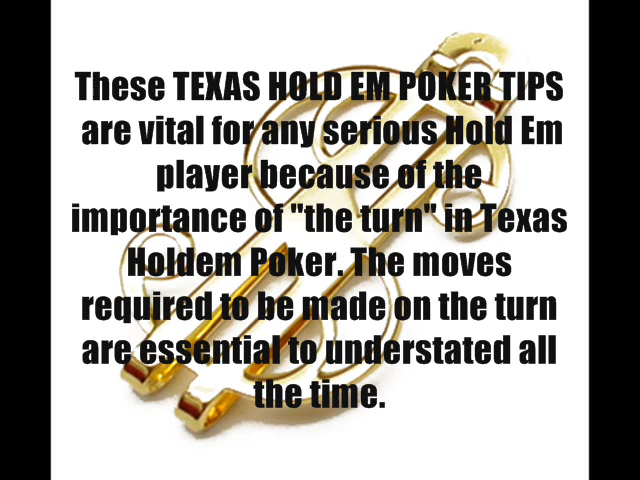 These TEXAS HOLD EM POKER TIPS
are vital for any serious Hold Em
player because of the
importance of "the turn" in Texas
Holdem Poker. The moves
required to be made on the turn
are essential to understated all
the time.